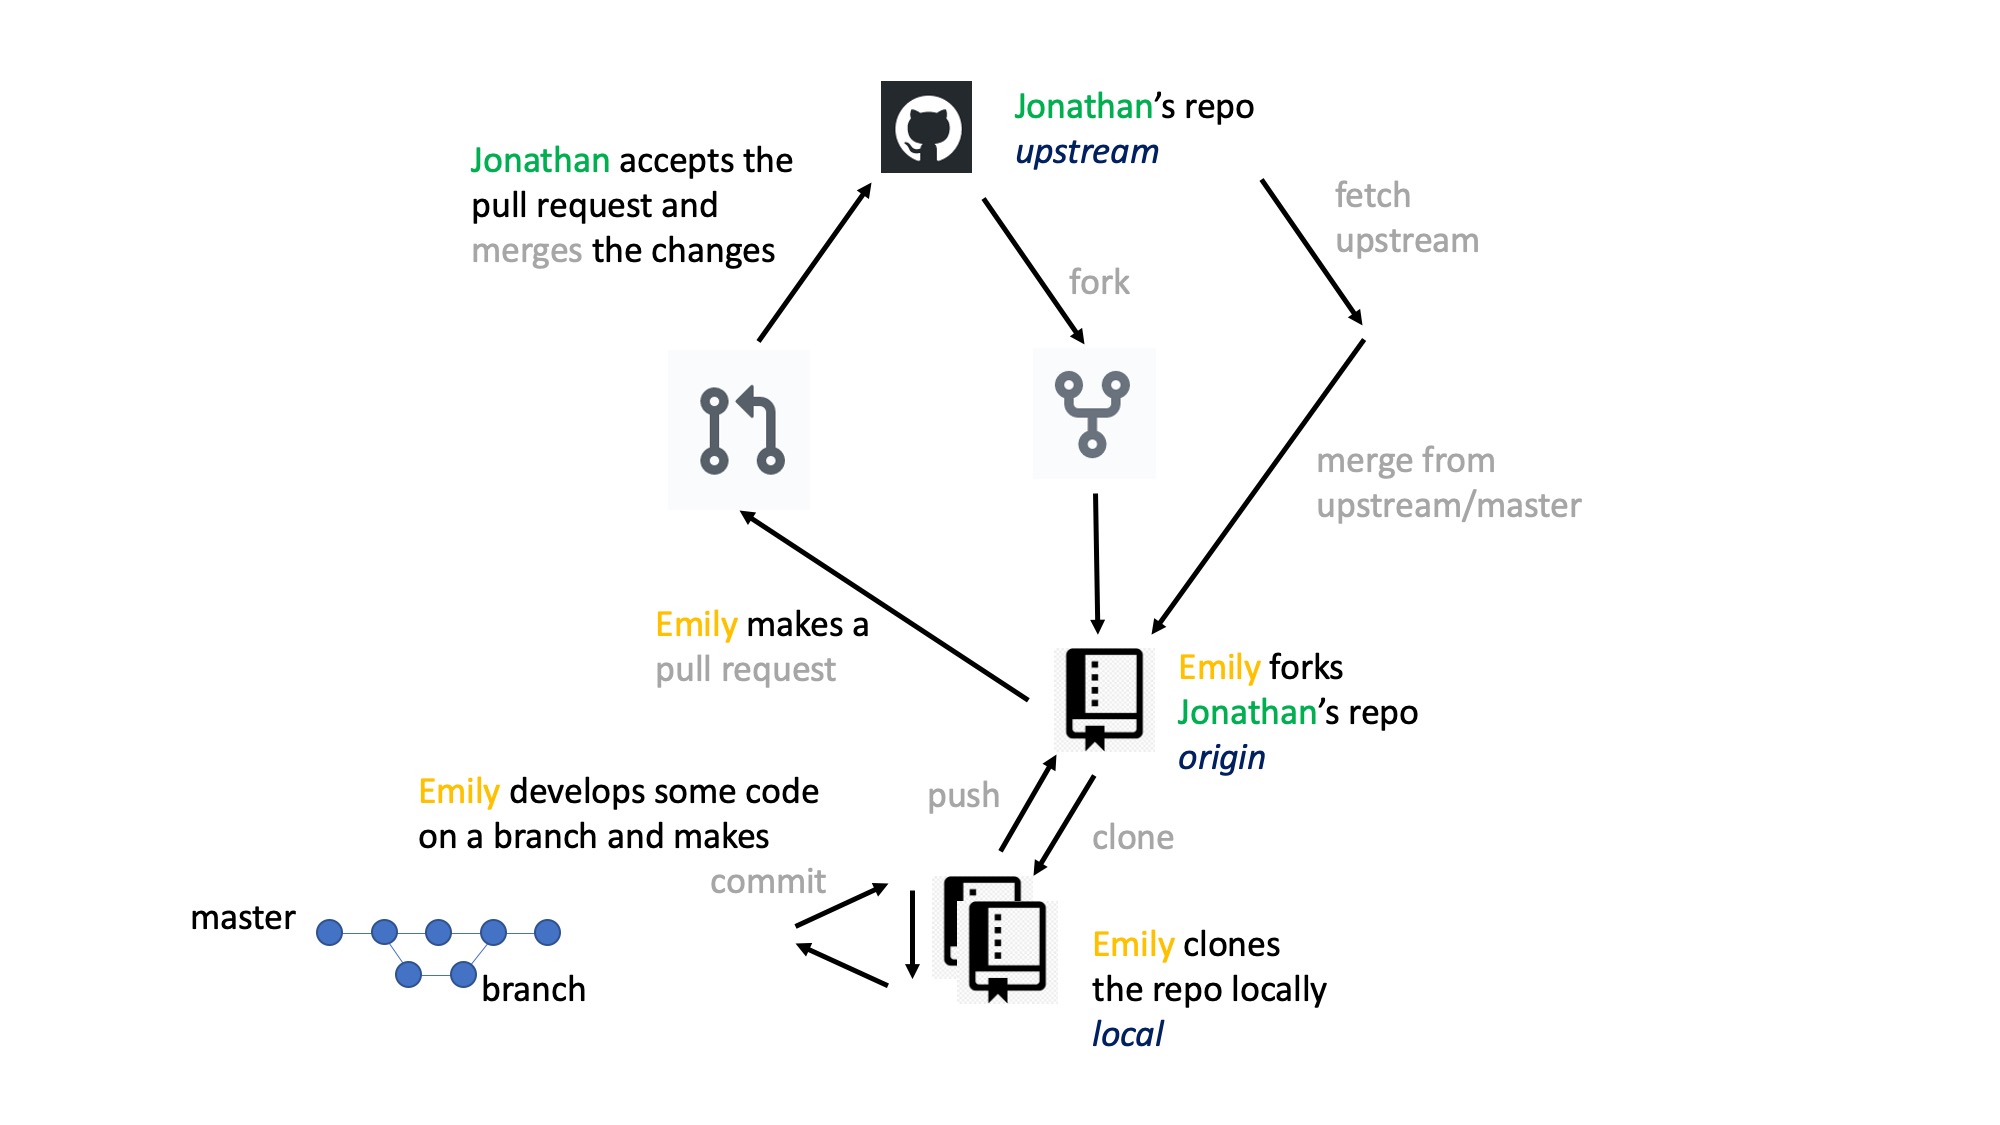 Jonathan's repo
upstream
Jonathan accepts the
pull request and
merges the changes
fetch
upstream
fork
merge from
upstream/master
Emily makes a
pull request
Emily forks
Jonathan's repo
origin
Emily develops some code
on a branch and makes
commit
push
clone
master
branch
Emily clones
the repo locally
local